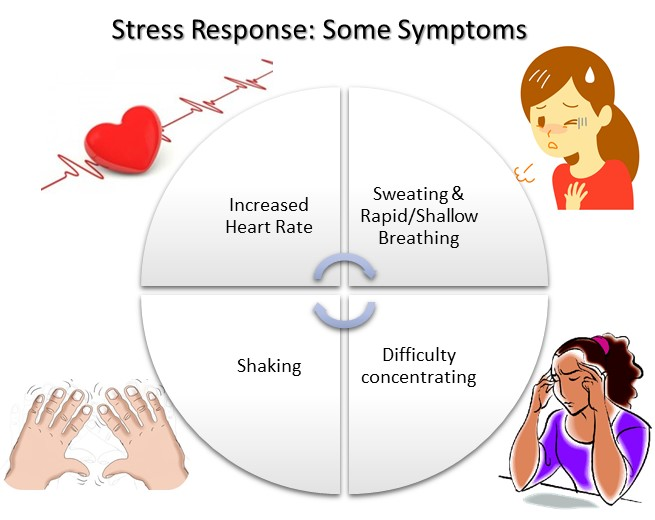 Stress Response: Some Symptoms
Increased
Heart Rate
Sweating &
Rapid/Shallow
Breathing
Shaking
Difficulty
concentrating